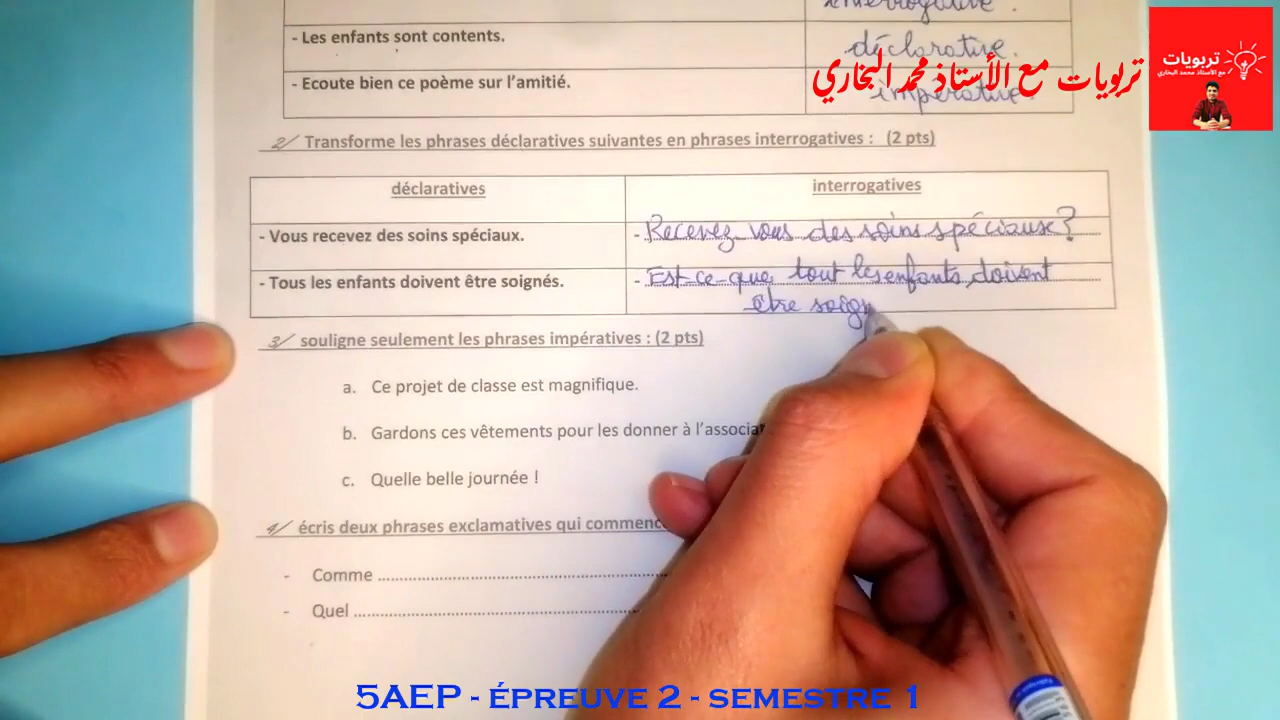 interrogative.
- Les enfants sont contents.
déclarative.
تربويات مع الأستاذ محمد البخاري
تربويات
مع الأستاذ محمد البخاري
- Ecoute bien ce poème sur l'amitié.
impérative.
2/ Transforme les phrases déclaratives suivantes en phrases interrogatives : (2 pts)
déclaratives
interrogatives
- Vous recevez des soins spéciaux.
- Recevez-vous des soins spéciaux?
- Tous les enfants doivent être soignés.
- Est-ce-que tout les enfants doivent
être soign
3/ souligne seulement les phrases impératives : (2 pts)
a. Ce projet de classe est magnifique.
b. Gardons ces vêtements pour les donner à l'associa
c. Quelle belle journée !
4/ écris deux phrases exclamatives qui commenc
- Comme ........................................................
- Quel ........................................................
5AEP - ÉPREUVE 2 - SEMESTRE 1